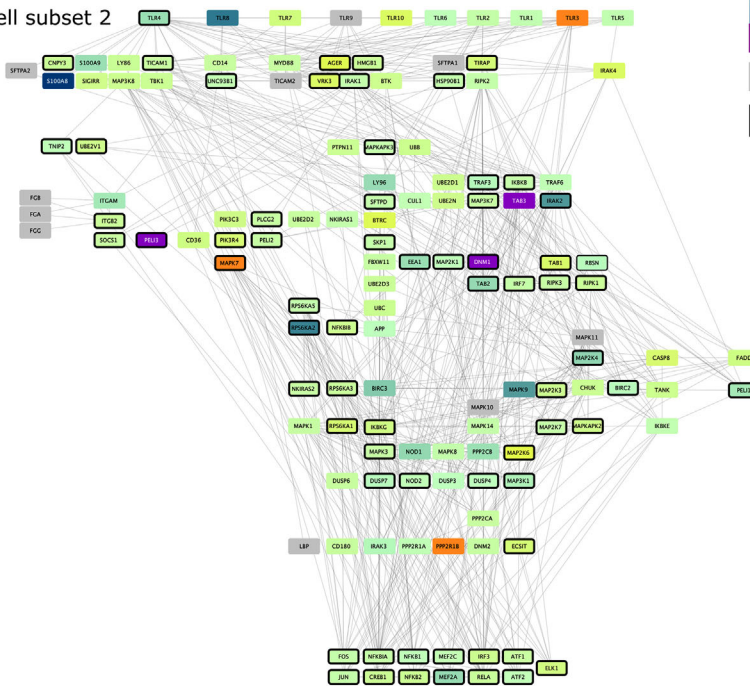 ell subset 2
TLR4 TLR8 TLR7 TLR9 TLR10 TLR6 TLR2 TLR1 TLR3 TLR5
CNPY3 S100A9 LY86 TICAM1 CD14 MYD88 AGER HMGB1 SFTPA1 TIRAP
SFTPA2 IRAK4
S100A8 SIGIRR MAP3K8 TBK1 UNC93B1 TICAM2 VRK3 IRAK1 BTK HSP90B1 RIPK2
TNIP2 UBE2V1 PTPN11 MAPKAPK3 UBB
LY96 UBE2D1 TRAF3 IKBKB TRAF6
FGB ITGAM SFTPD CUL1 UBE2N MAP3K7 TAB3 IRAK2
FGA ITGB2 PIK3C3 PLCG2 UBE2D2 NKIRAS1 BTRC
FGG
SOCS1 PELI3 CD36 PIK3R4 PELI2 SKP1
MAPK7 FBXW11 EEA1 MAP2K1 DNM1 TAB1 RBSN
UBE2D3 TAB2 IRF7 RIPK3 RIPK1
RPS6KA5 UBC
RPS6KA2 NFKBIB APP
MAPK11
MAP2K4 CASP8 FADD
NKIRAS2 RPS6KA3 BIRC3 MAPK9 MAP2K3 CHUK BIRC2 TANK PELI1
MAPK10
MAPK1 RPS6KA1 IKBKG MAPK14 MAP2K7 MAPKAPK2 IKBKE
MAPK3 NOD1 MAPK8 PPP2CB MAP2K6
DUSP6 DUSP7 NOD2 DUSP3 DUSP4 MAP3K1
PPP2CA
LBP CD180 IRAK3 PPP2R1A PPP2R1B DNM2 ECSIT
FOS NFKBIA NFKB1 MEF2C IRF3 ATF1
ELK1
JUN CREB1 NFKB2 MEF2A RELA ATF2